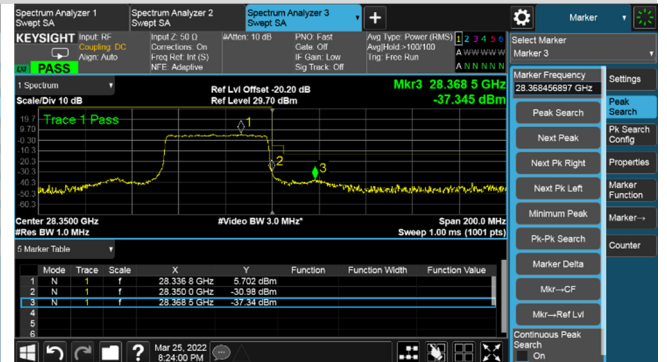 Spectrum Analyzer 1
Swept SA
Spectrum Analyzer 2
Swept SA
Spectrum Analyzer 3
Swept SA
+
Marker
KEYSIGHT
Input: RF
Coupling: DC
Align: Auto
Input Z: 50 Ω
Corrections: On
Freq Ref: Int (S)
NFE: Adaptive
#Atten: 10 dB
PNO: Fast
Gate: Off
IF Gain: Low
Sig Track: Off
Avg Type: Power (RMS)
Avg|Hold:>100/100
Trig: Free Run
1 2 3 4 5 6
A W W W W W
A N N N N N
LM PASS
Select Marker
Marker 3
1 Spectrum
Scale/Div 10 dB
Ref Lvl Offset -20.20 dB
Ref Level 29.70 dBm
Mkr3 28.368 5 GHz
-37.345 dBm
Trace 1 Pass
19.7
9.70
-0.30
-10.3
-20.3
-30.3
-40.3
-50.3
-60.3
1
2
3
Center 28.3500 GHz
#Res BW 1.0 MHz
#Video BW 3.0 MHz*
Span 200.0 MHz
Sweep 1.00 ms (1001 pts)
5 Marker Table
Mode Trace Scale X Y Function Function Width Function Value
1 N 1 f 28.336 8 GHz 5.702 dBm
2 N 1 f 28.350 0 GHz -30.98 dBm
3 N 1 f 28.368 5 GHz -37.34 dBm
4
5
6
Marker Frequency
28.368456897 GHz
Peak Search
Next Peak
Next Pk Right
Next Pk Left
Minimum Peak
Pk-Pk Search
Marker Delta
Mkr→CF
Mkr→Ref Lvl
Continuous Peak
Search
On
Settings
Peak
Search
Pk Search
Config
Properties
Marker
Function
Marker→
Counter
?
Mar 25, 2022
8:24:00 PM